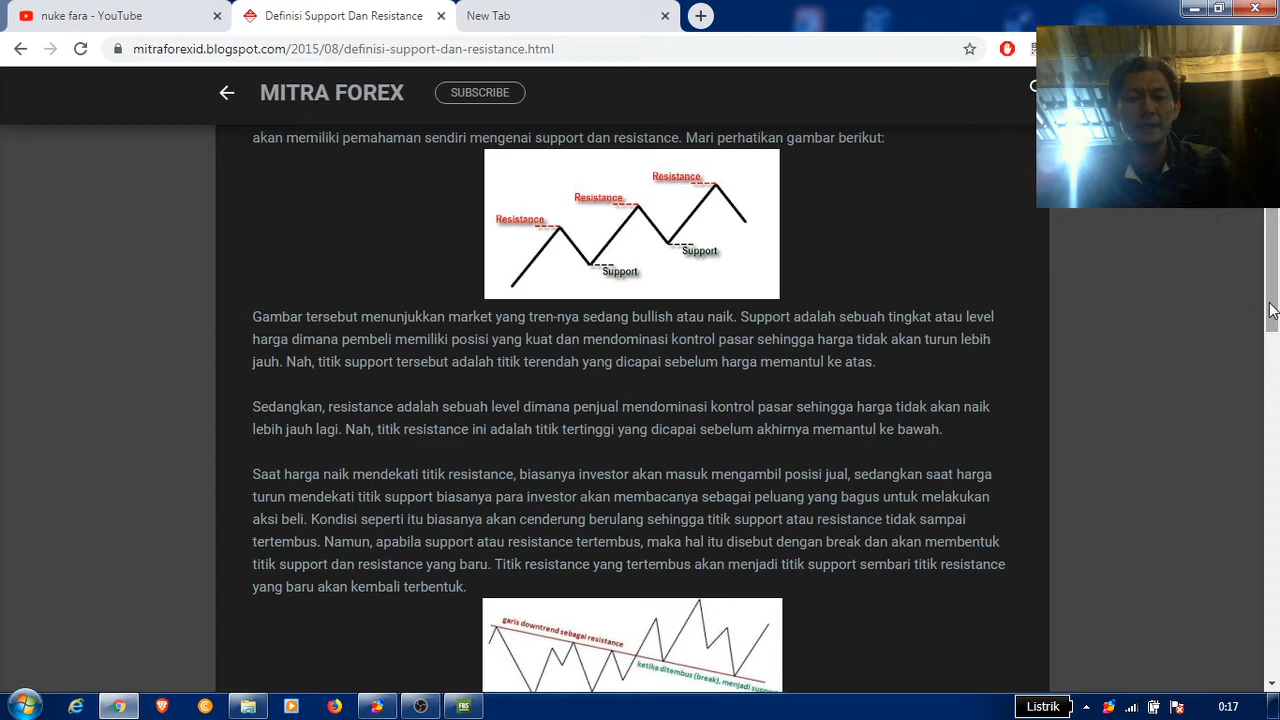 nuke fara - YouTube
Definisi Support Dan Resistance
New Tab
mitraforexid.blogspot.com/2015/08/definisi-support-dan-resistance.html
MITRA FOREX
SUBSCRIBE
akan memiliki pemahaman sendiri mengenai support dan resistance. Mari perhatikan gambar berikut:
Resistance
Resistance
Resistance
Support
Support
Gambar tersebut menunjukkan market yang tren-nya sedang bullish atau naik. Support adalah sebuah tingkat atau level
harga dimana pembeli memiliki posisi yang kuat dan mendominasi kontrol pasar sehingga harga tidak akan turun lebih
jauh. Nah, titik support tersebut adalah titik terendah yang dicapai sebelum harga memantul ke atas.
Sedangkan, resistance adalah sebuah level dimana penjual mendominasi kontrol pasar sehingga harga tidak akan naik
lebih jauh lagi. Nah, titik resistance ini adalah titik tertinggi yang dicapai sebelum akhirnya memantul ke bawah.
Saat harga naik mendekati titik resistance, biasanya investor akan masuk mengambil posisi jual, sedangkan saat harga
turun mendekati titik support biasanya para investor akan membacanya sebagai peluang yang bagus untuk melakukan
aksi beli. Kondisi seperti itu biasanya akan cenderung berulang sehingga titik support atau resistance tidak sampai
tertembus. Namun, apabila support atau resistance tertembus, maka hal itu disebut dengan break dan akan membentuk
titik support dan resistance yang baru. Titik resistance yang tertembus akan menjadi titik support sembari titik resistance
yang baru akan kembali terbentuk.
garis downtrend sebagai resistance
ketika ditembus (break), menjadi
FBS
Listrik
0:17